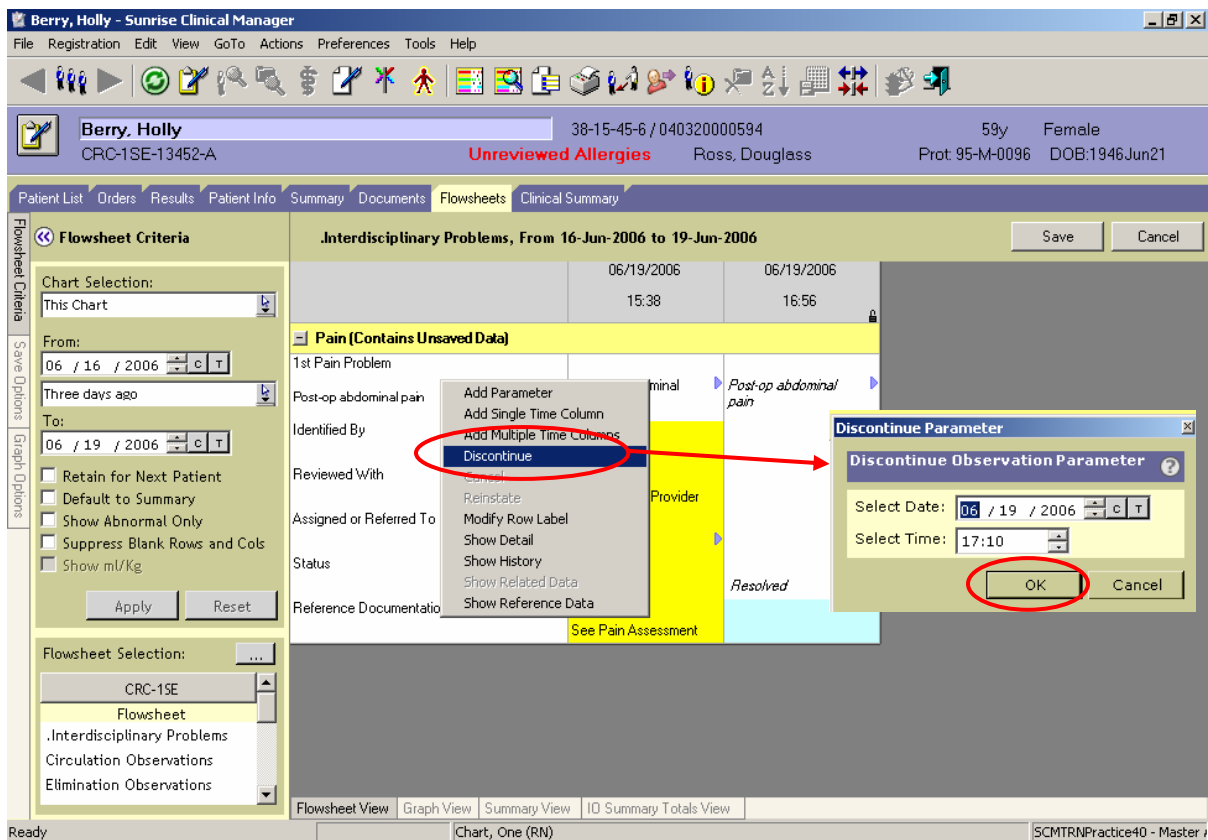 Berry, Holly - Sunrise Clinical Manager
File Registration Edit View GoTo Actions Preferences Tools Help
Berry, Holly 38-15-45-6 / 040320000594 59y Female
CRC-1SE-13452-A Unreviewed Allergies Ross, Douglass Prot: 95-M-0096 DOB:1946Jun21
Patient List Orders Results Patient Info Summary Documents Flowsheets Clinical Summary
Flowsheet Criteria
Save Options
Graph Options
Flowsheet Criteria
Chart Selection:
This Chart
From:
06 / 16 / 2006 C T
Three days ago
To:
06 / 19 / 2006 C T
Retain for Next Patient
Default to Summary
Show Abnormal Only
Suppress Blank Rows and Cols
Show ml/Kg
Apply Reset
Flowsheet Selection: ...
CRC-1SE
Flowsheet
.Interdisciplinary Problems
Circulation Observations
Elimination Observations
.Interdisciplinary Problems, From 16-Jun-2006 to 19-Jun-2006 Save Cancel
06/19/2006 06/19/2006
15:38 16:56
Pain (Contains Unsaved Data)
1st Pain Problem
Post-op abdominal pain
minal
Post-op abdominal
pain
Identified By
Reviewed With
Provider
Assigned or Referred To
Status
Resolved
Reference Documentatio
See Pain Assessment
Add Parameter
Add Single Time Column
Add Multiple Time Columns
Discontinue
Cancel
Reinstate
Modify Row Label
Show Detail
Show History
Show Related Data
Show Reference Data
Discontinue Parameter
Discontinue Observation Parameter ?
Select Date: 06 / 19 / 2006 C T
Select Time: 17:10
OK Cancel
Flowsheet View Graph View Summary View IO Summary Totals View
Ready Chart, One (RN) SCMTRNPractice40 - Master